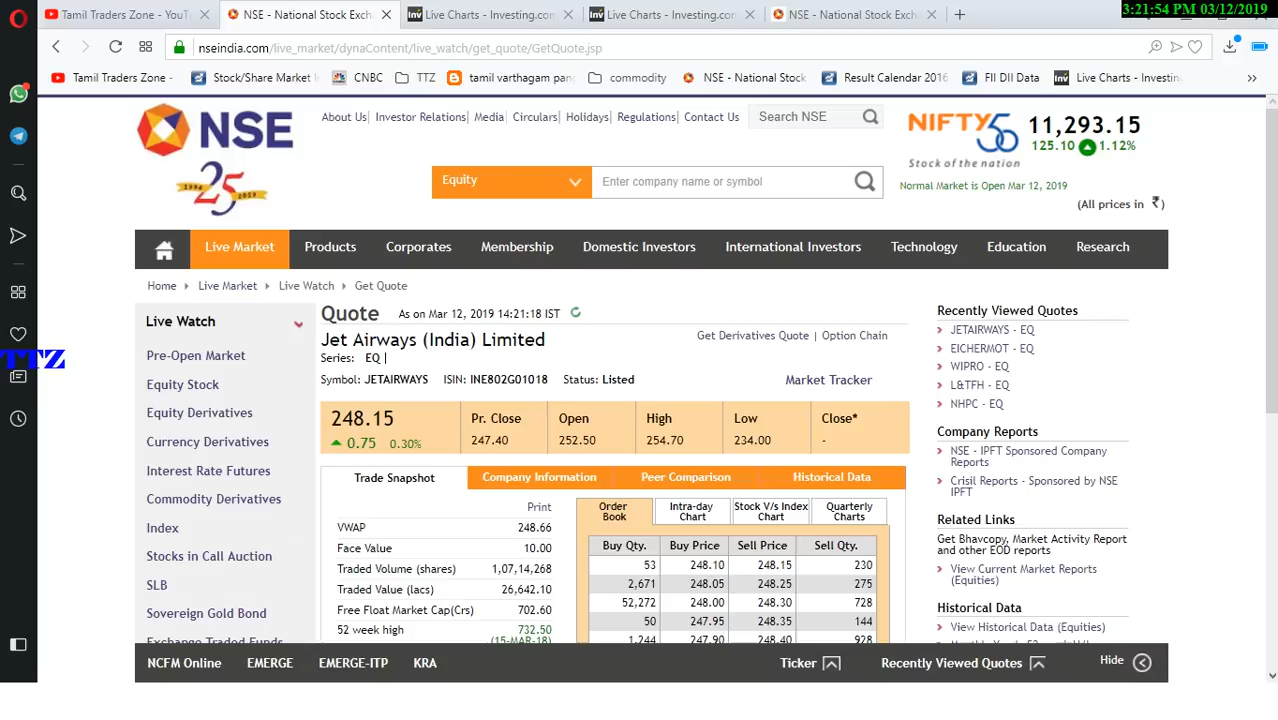 Tamil Traders Zone - YouT
NSE - National Stock Exch
Live Charts - Investing.com
Live Charts - Investing.com
NSE - National Stock Exch
3:21:54 PM 03/12/2019
nseindia.com/live_market/dynaContent/live_watch/get_quote/GetQuote.jsp
Tamil Traders Zone -
Stock/Share Market
CNBC
TTZ
tamil varthagam pan
commodity
NSE - National Stock
Result Calendar 2016
FII DII Data
Live Charts - Investin
NSE
25
About Us| Investor Relations| Media| Circulars| Holidays| Regulations| Contact Us
Search NSE
Equity
Enter company name or symbol
NIFTY 50
Stock of the nation
11,293.15
125.10 1.12%
Normal Market is Open Mar 12, 2019
(All prices in ₹)
Live Market Products Corporates Membership Domestic Investors International Investors Technology Education Research
Home Live Market Live Watch Get Quote
Live Watch
Pre-Open Market
Equity Stock
Equity Derivatives
Currency Derivatives
Interest Rate Futures
Commodity Derivatives
Index
Stocks in Call Auction
SLB
Sovereign Gold Bond
Exchange Traded Funds
TTZ
Quote As on Mar 12, 2019 14:21:18 IST
Jet Airways (India) Limited
Get Derivatives Quote | Option Chain
Series: EQ |
Symbol: JETAIRWAYS ISIN: INE802G01018 Status: Listed
Market Tracker
248.15 Pr. Close Open High Low Close*
0.75 0.30% 247.40 252.50 254.70 234.00 -
Trade Snapshot Company Information Peer Comparison Historical Data
Print
VWAP 248.66
Face Value 10.00
Traded Volume (shares) 1,07,14,268
Traded Value (lacs) 26,642.10
Free Float Market Cap(Crs) 702.60
52 week high 732.50
(15-MAR-18)
Order Book
Intra-day Chart
Stock V/s Index Chart
Quarterly Charts
Buy Qty. Buy Price Sell Price Sell Qty.
53 248.10 248.15 230
2,671 248.05 248.25 275
52,272 248.00 248.30 728
50 247.95 248.35 144
1,244 247.90 248.40 928
Recently Viewed Quotes
JETAIRWAYS - EQ
EICHERMOT - EQ
WIPRO - EQ
L&TFH - EQ
NHPC - EQ
Company Reports
NSE - IPFT Sponsored Company
Reports
Crisil Reports - Sponsored by NSE
IPFT
Related Links
Get Bhavcopy, Market Activity Report
and other EOD reports
View Current Market Reports
(Equities)
Historical Data
View Historical Data (Equities)
NCFM Online EMERGE EMERGE-ITP KRA
Ticker Recently Viewed Quotes Hide